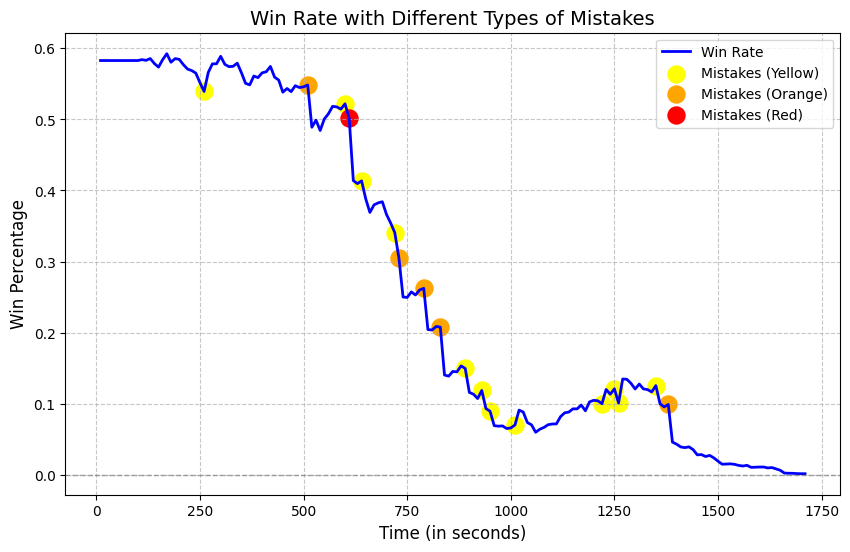 Win Rate with Different Types of Mistakes
Win Rate
Mistakes (Yellow)
Mistakes (Orange)
Mistakes (Red)
Win Percentage
0.6
0.5
0.4
0.3
0.2
0.1
0.0
0 250 500 750 1000 1250 1500 1750
Time (in seconds)